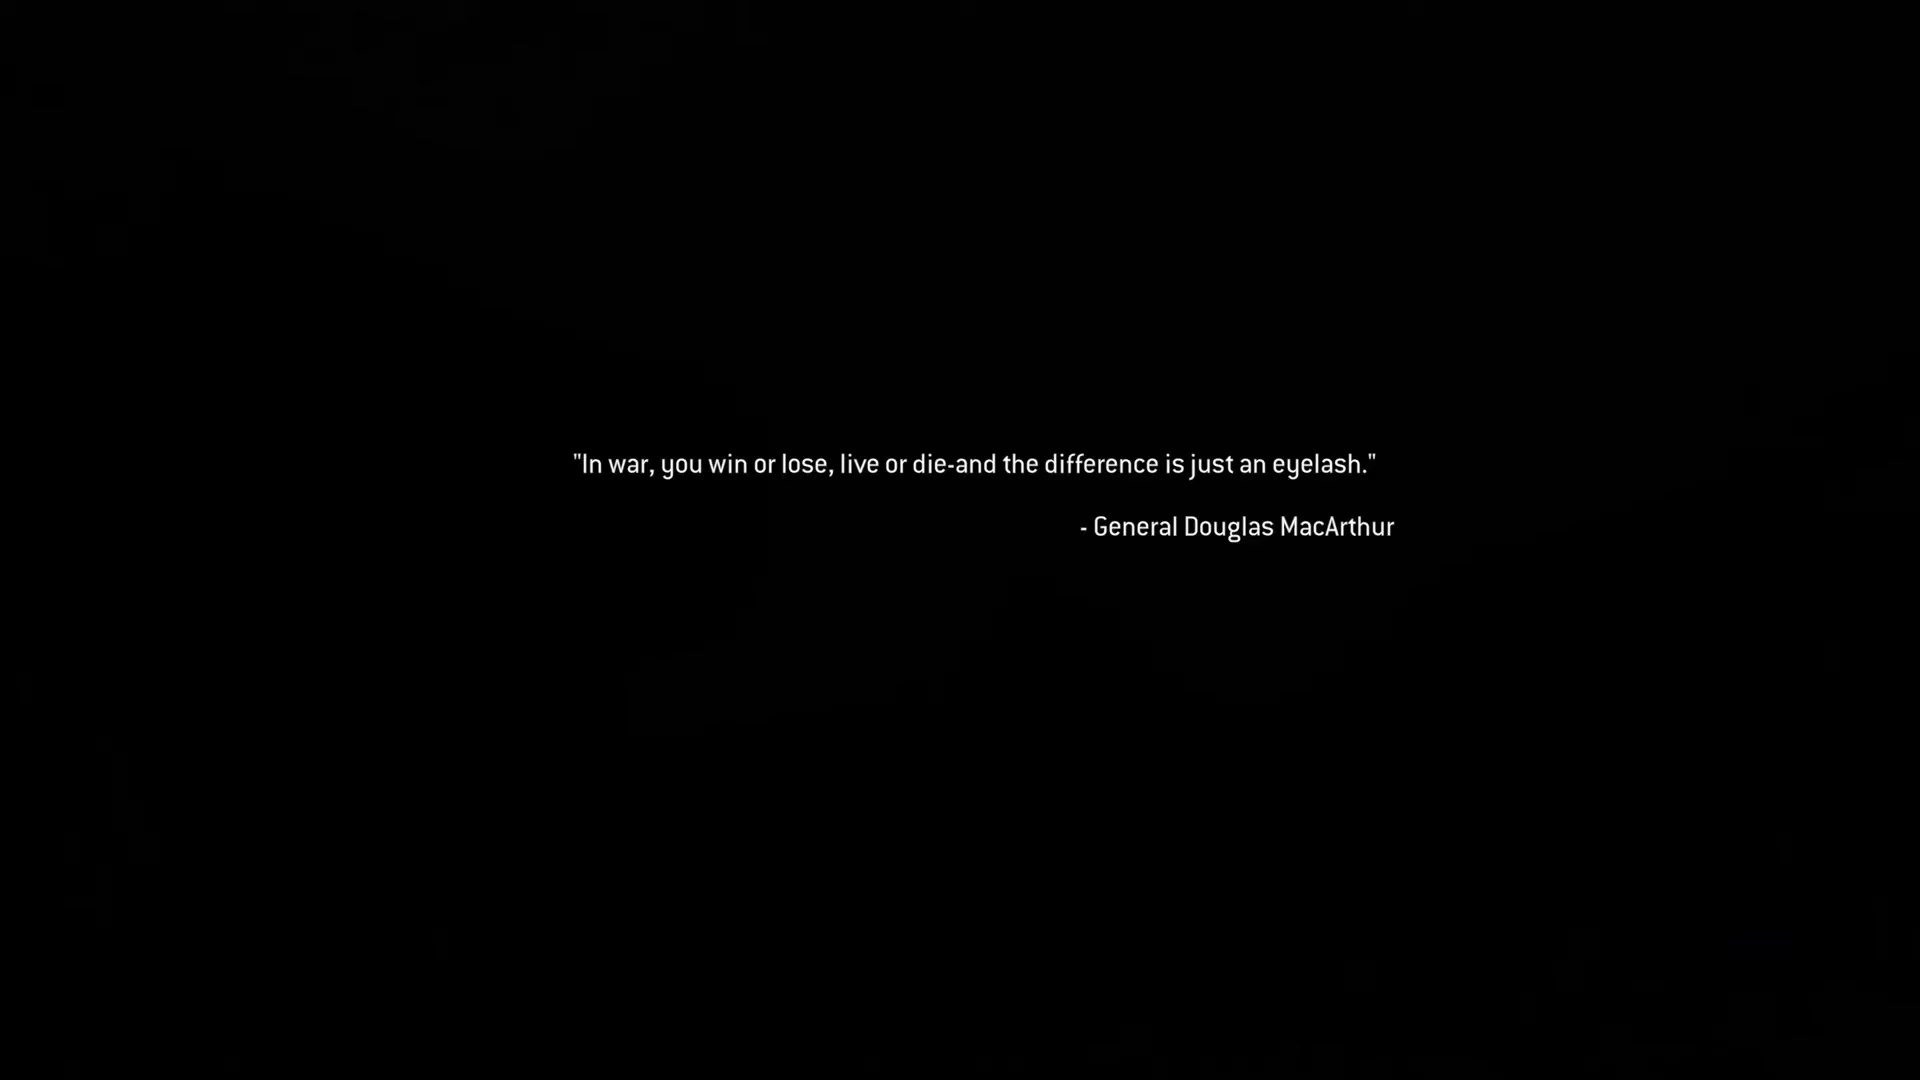 "In war, you win or lose, live or die-and the difference is just an eyelash."
- General Douglas MacArthur